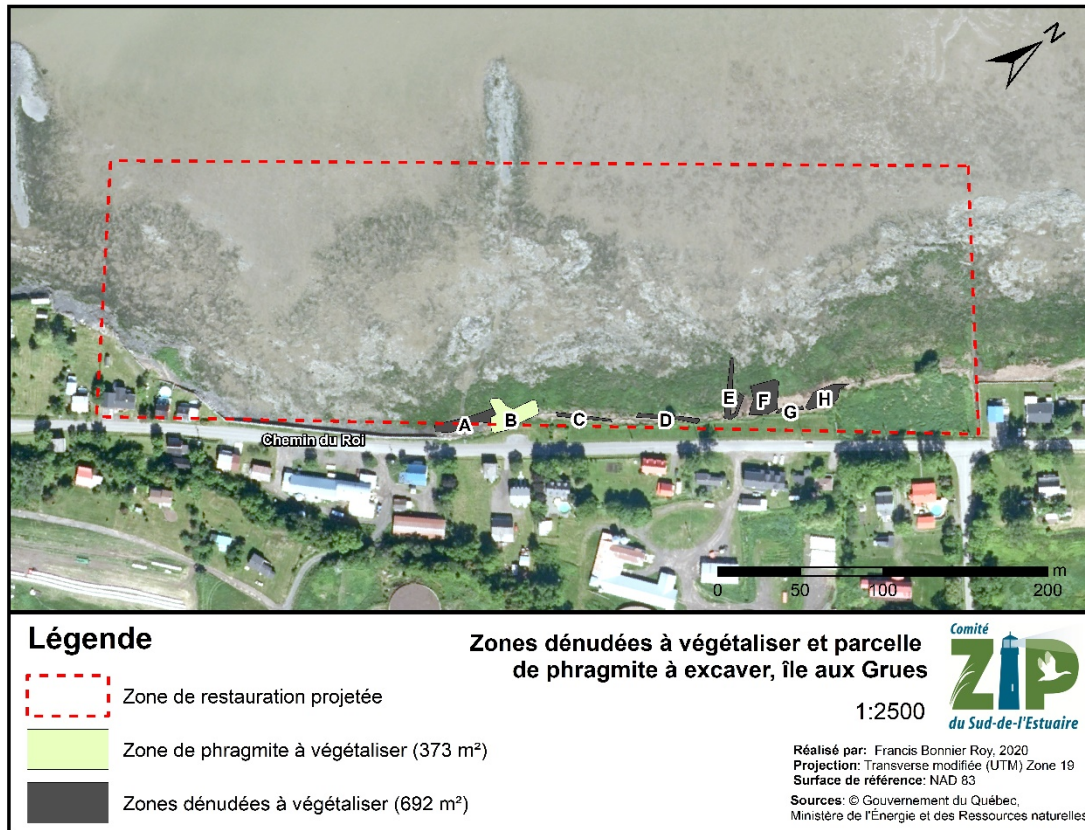 N
E
F
H
G
A
B
C
D
Chemin du Roi
m
0
50
100
200
Légende
Zone de restauration projetée
Zone de phragmite à végétaliser (373 m²)
Zones dénudées à végétaliser (692 m²)
Zones dénudées à végétaliser et parcelle
de phragmite à excaver, île aux Grues
1:2500
Comité
ZIP
du Sud-de-l'Estuaire
Réalisé par: Francis Bonnier Roy, 2020
Projection: Transverse modifiée (UTM) Zone 19
Surface de référence: NAD 83
Sources: © Gouvernement du Québec,
Ministère de l'Énergie et des Ressources naturelles